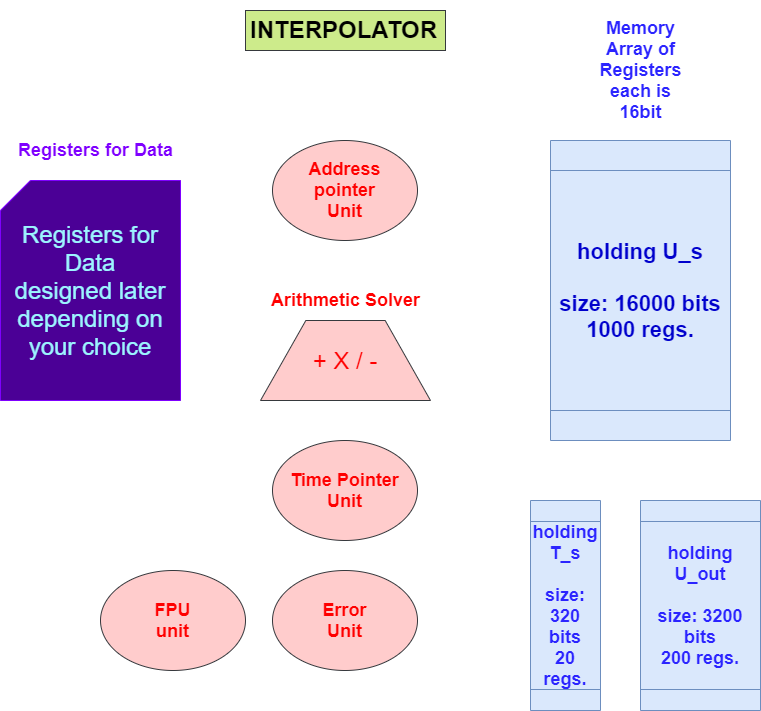 INTERPOLATOR
Memory
Array of
Registers
each is
16bit
Registers for Data
Registers for
Data
designed later
depending on
your choice
Address
pointer
Unit
Arithmetic Solver
+ X / -
Time Pointer
Unit
FPU
unit
Error
Unit
holding U_s
size: 16000 bits
1000 regs.
holding
T_s
size:
320
bits
20
regs.
holding
U_out
size: 3200
bits
200 regs.